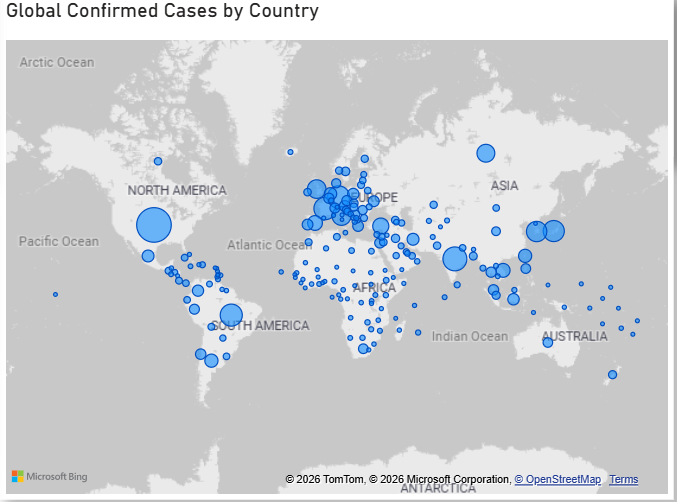 Global Confirmed Cases by Country
Arctic Ocean
NORTH AMERICA
EUROPE
ASIA
Pacific Ocean
Atlantic Ocean
AFRICA
SOUTH AMERICA
Indian Ocean
AUSTRALIA
Microsoft Bing
© 2026 TomTom, © 2026 Microsoft Corporation, © OpenStreetMap Terms
ANTARCTICA